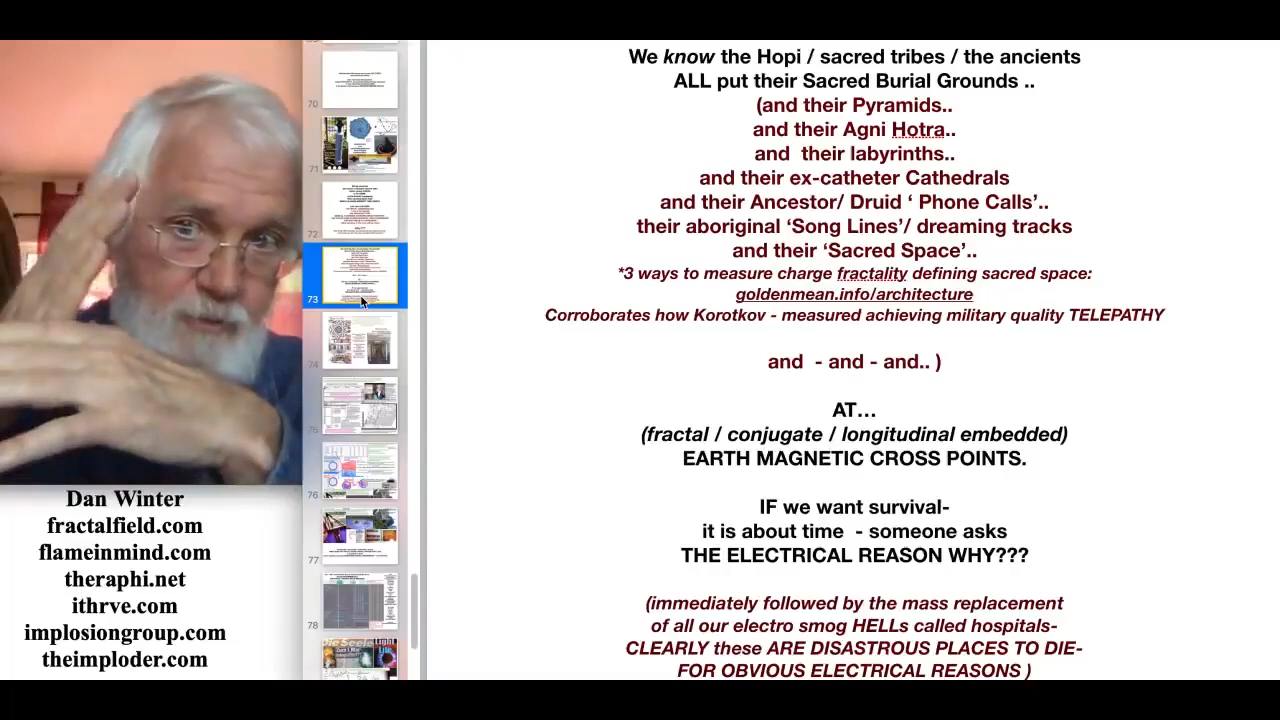 We know the Hopi / sacred tribes / the ancients
ALL put their Sacred Burial Grounds ..
(and their Pyramids..
and their Agni Hotra..
and  their labyrinths..
and their ex-catheter Cathedrals
and their Ancestor/ Druid ‘ Phone Calls’..
their aboriginal ‘Song Lines’/ dreaming tracks
and their ‘Sacred Space’..
*3 ways to measure charge fractality defining sacred space:
goldenmean.info/architecture
Corroborates how Korotkov - measured achieving military quality TELEPATHY
and  - and - and.. )
AT…
(fractal / conjugate / longitudinal embedded)
EARTH MAGNETIC CROSS POINTS.
IF we want survival-
it is about time  - someone asks
THE ELECTRICAL REASON WHY???
(immediately followed by the mass replacement
of all our electro smog HELLs called hospitals-
CLEARLY these ARE DISASTROUS PLACES TO DIE-
FOR OBVIOUS ELECTRICAL REASONS )
70
71
72
73
74
75
76
77
78
Dan Winter
fractalfield.com
flameinmind.com
theraphi.net
ithrve.com
implosiongroup.com
theimploder.com